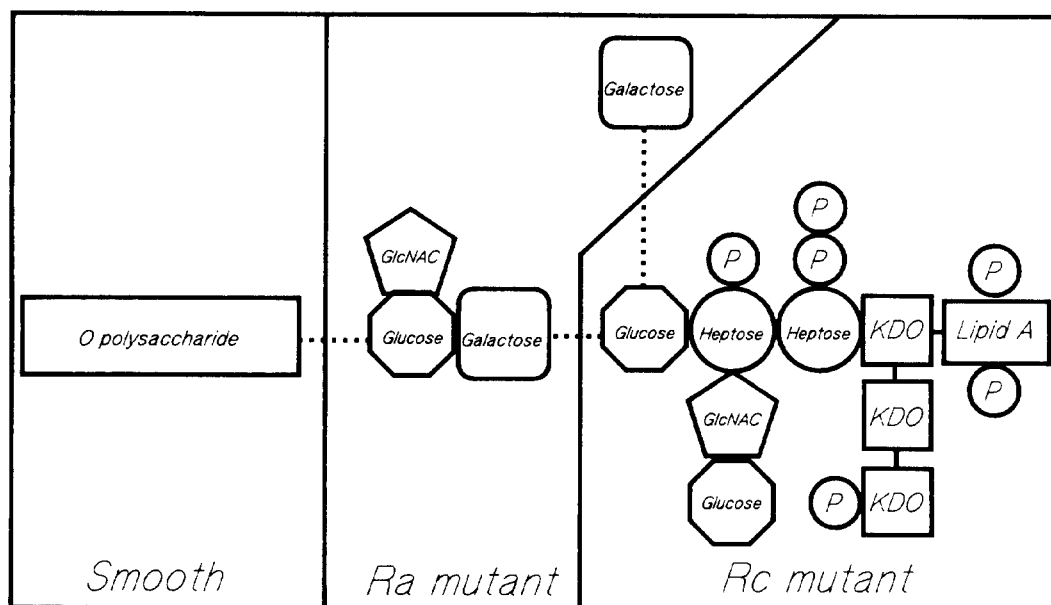 Galactose
P
GlcNAC
P
P
P
O polysaccharide
Glucose
Galactose
Glucose
Heptose
Heptose
KDO
Lipid A
P
GlcNAC
KDO
Glucose
P
KDO
Smooth
Ra mutant
Rc mutant